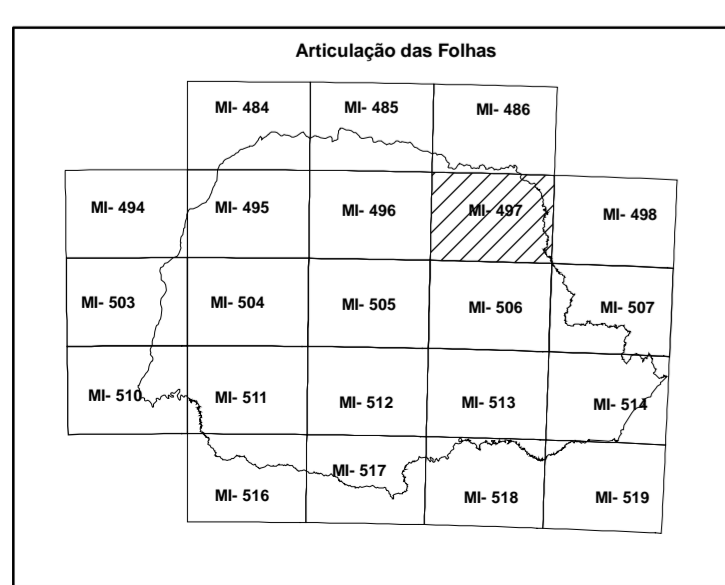 Articulação das Folhas
MI- 484 MI- 485 MI- 486
MI- 494 MI- 495 MI- 496 MI- 497 MI- 498
MI- 503 MI- 504 MI- 505 MI- 506 MI- 507
MI- 510 MI- 511 MI- 512 MI- 513 MI- 514
MI- 516 MI- 517 MI- 518 MI- 519